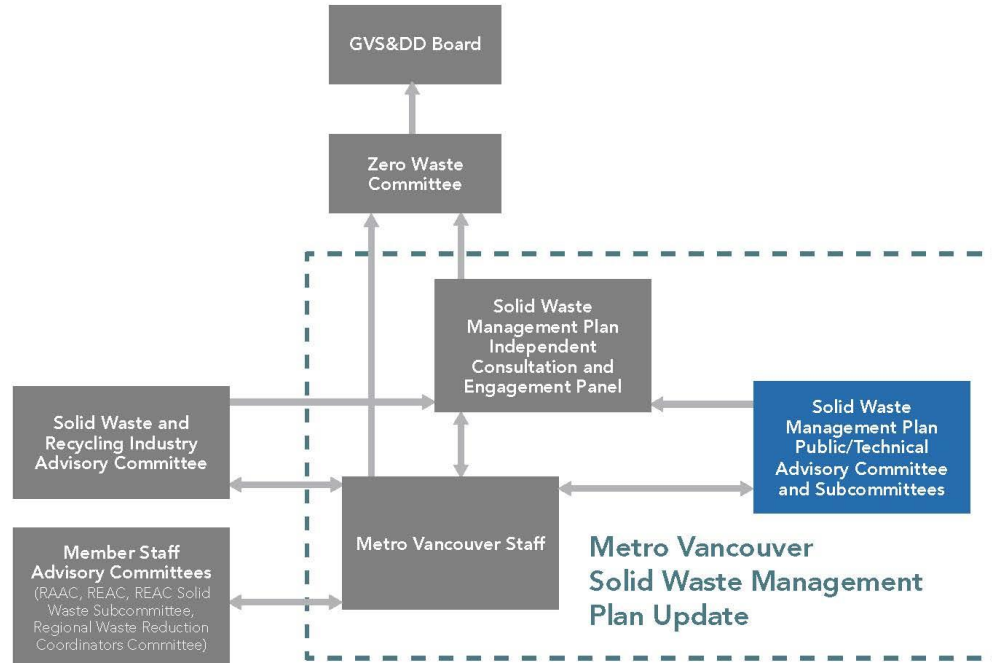 GVS&DD Board
Zero Waste
Committee
Solid Waste
Management Plan
Independent
Consultation and
Engagement Panel
Solid Waste and
Recycling Industry
Advisory Committee
Solid Waste
Management Plan
Public/Technical
Advisory Committee
and Subcommittees
Metro Vancouver Staff
Member Staff
Advisory Committees
(RAAC, REAC, REAC Solid
Waste Subcommittee,
Regional Waste Reduction
Coordinators Committee)
Metro Vancouver
Solid Waste Management
Plan Update